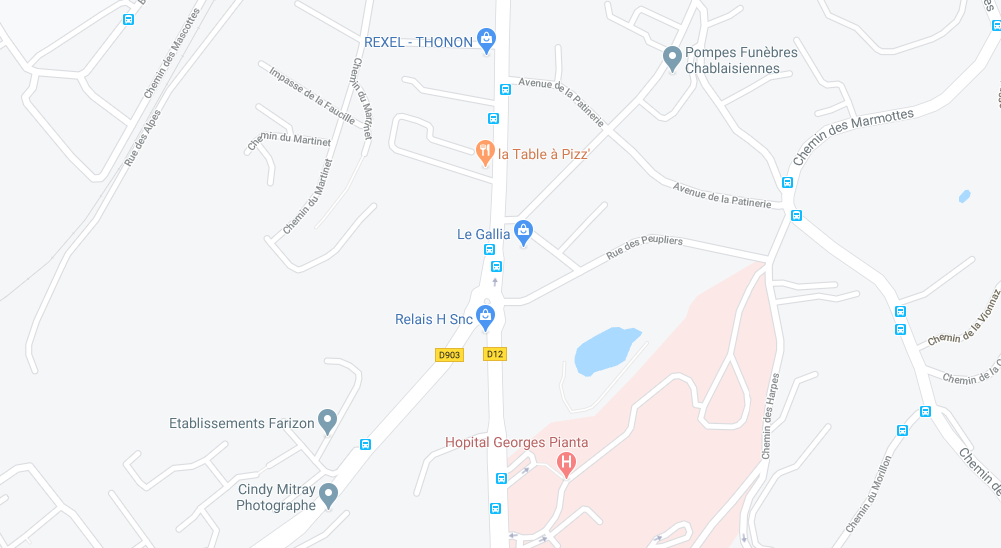 REXEL - THONON
Pompes Funèbres
Chablaisiennes
Chemin des Mascottes
Impasse de la Faucille
Chemin du Martinet
Avenue de la Patinerie
Chemin des Marmottes
Rue des Alpes
Chemin du Martinet
la Table à Pizz'
Chemin du Martinet
Avenue de la Patinerie
Le Gallia
Rue des Peupliers
Relais H Snc
D903
D12
Chemin de la Vionnaz
Chemin de la C
Chemin des Harpes
Etablissements Farizon
Hopital Georges Pianta
H
Chemin du Morillon
Chemin des
Cindy Mitray
Photographe